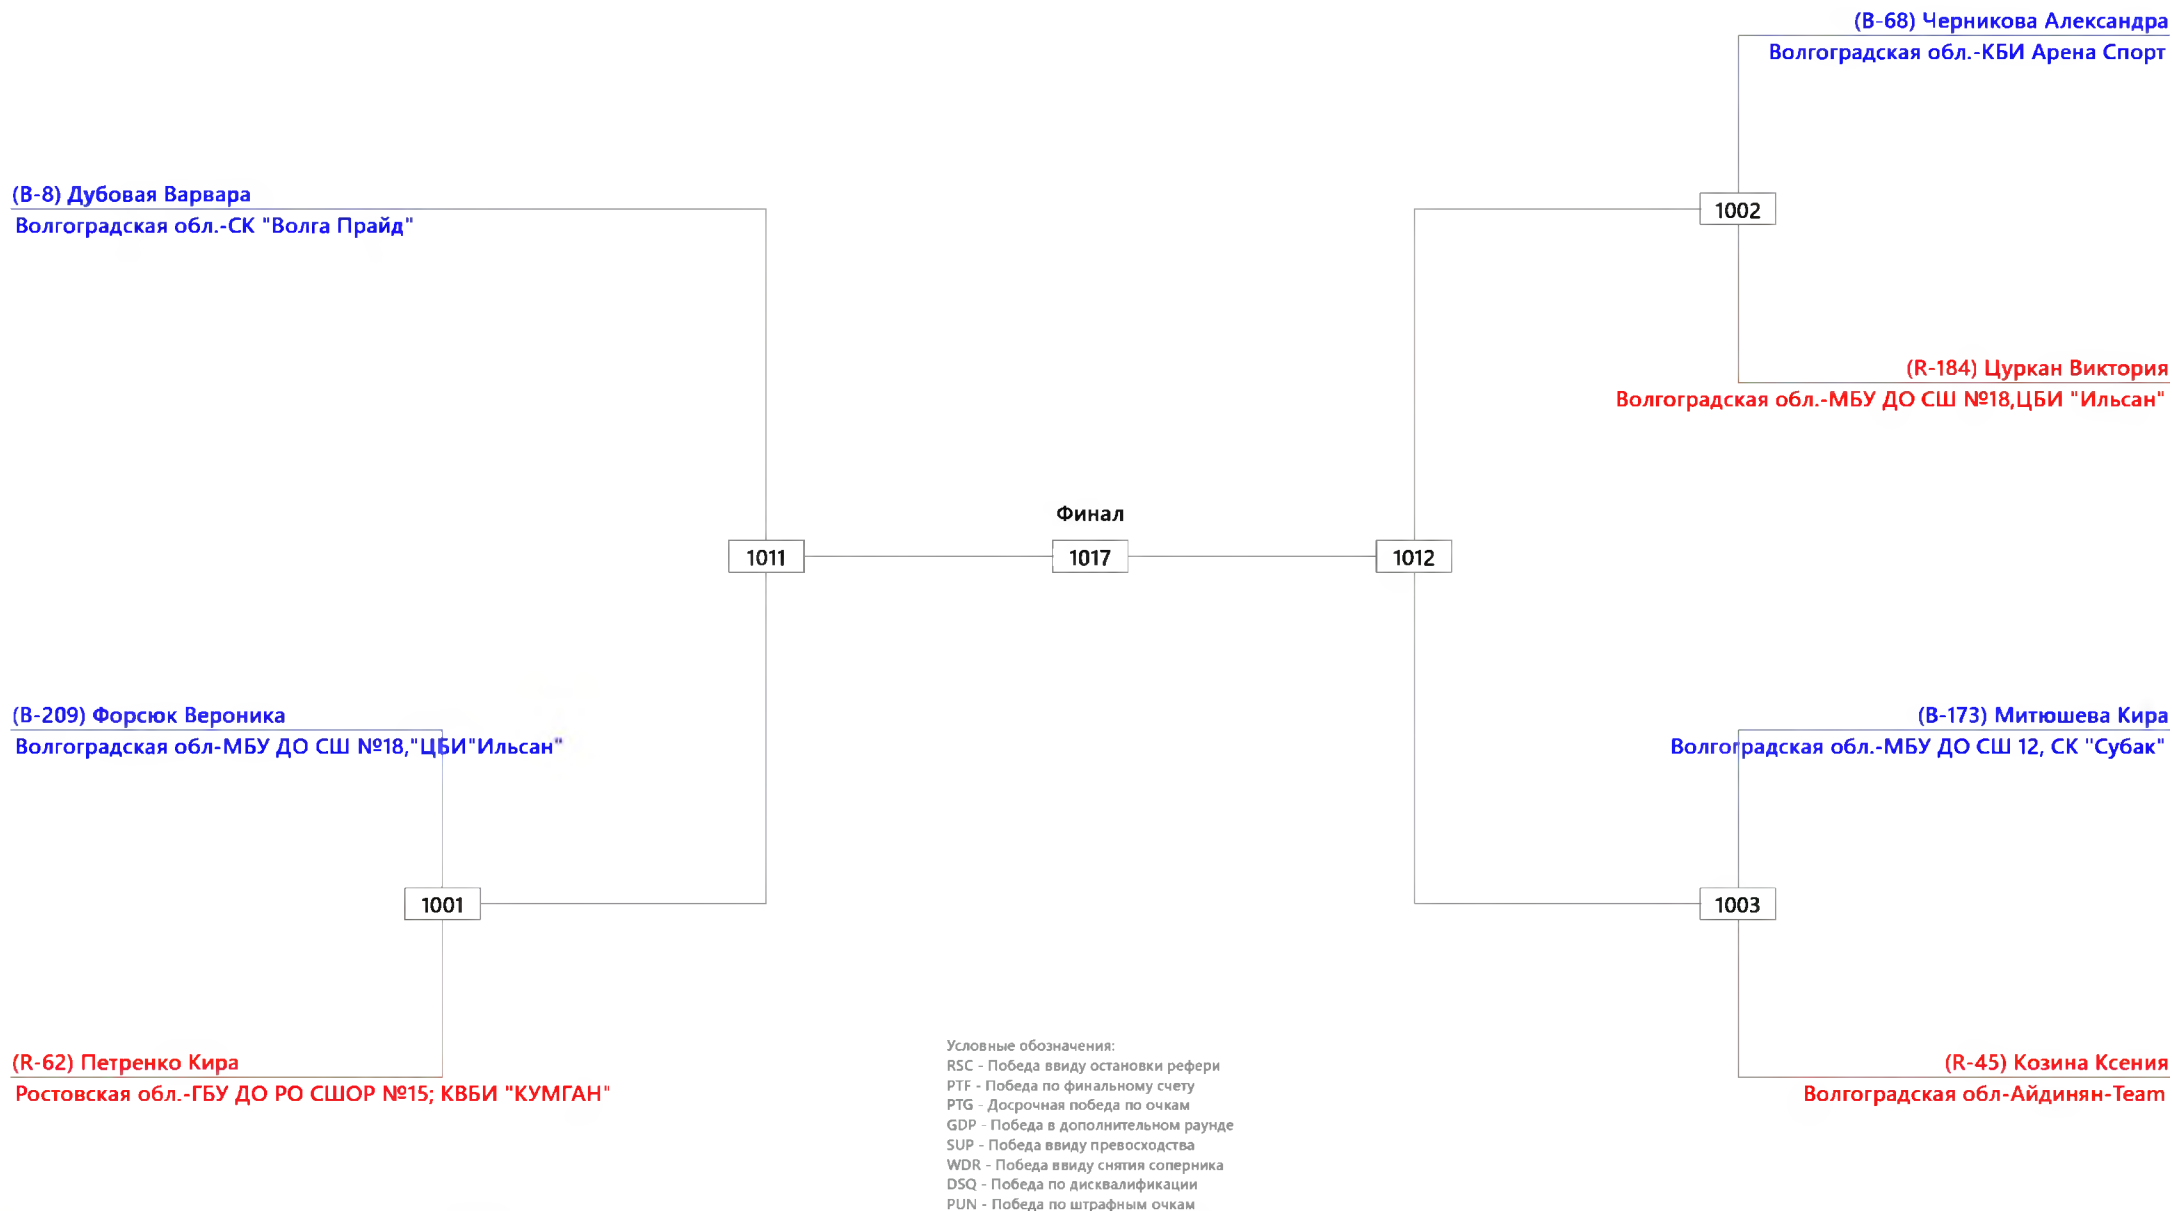 (B-68) Черникова Александра
Волгоградская обл.-КБИ Арена Спорт
(B-8) Дубовая Варвара
Волгоградская обл.-СК "Волга Прайд"
1002
(R-184) Цуркан Виктория
Волгоградская обл.-МБУ ДО СШ №18,ЦБИ "Ильсан"
Финал
1011
1017
1012
(B-209) Форсюк Вероника
Волгоградская обл-МБУ ДО СШ №18,"ЦБИ"Ильсан"
(B-173) Митюшева Кира
Волгоградская обл.-МБУ ДО СШ 12, СК "Субак"
1001
1003
(R-62) Петренко Кира
Ростовская обл.-ГБУ ДО РО СШОР №15; КВБИ "КУМГАН"
(R-45) Козина Ксения
Волгоградская обл-Айдинян-Team
Условные обозначения:
RSC - Победа ввиду остановки рефери
PTF - Победа по финальному счету
PTG - Досрочная победа по очкам
GDP - Победа в дополнительном раунде
SUP - Победа ввиду превосходства
WDR - Победа ввиду снятия соперника
DSQ - Победа по дисквалификации
PUN - Победа по штрафным очкам